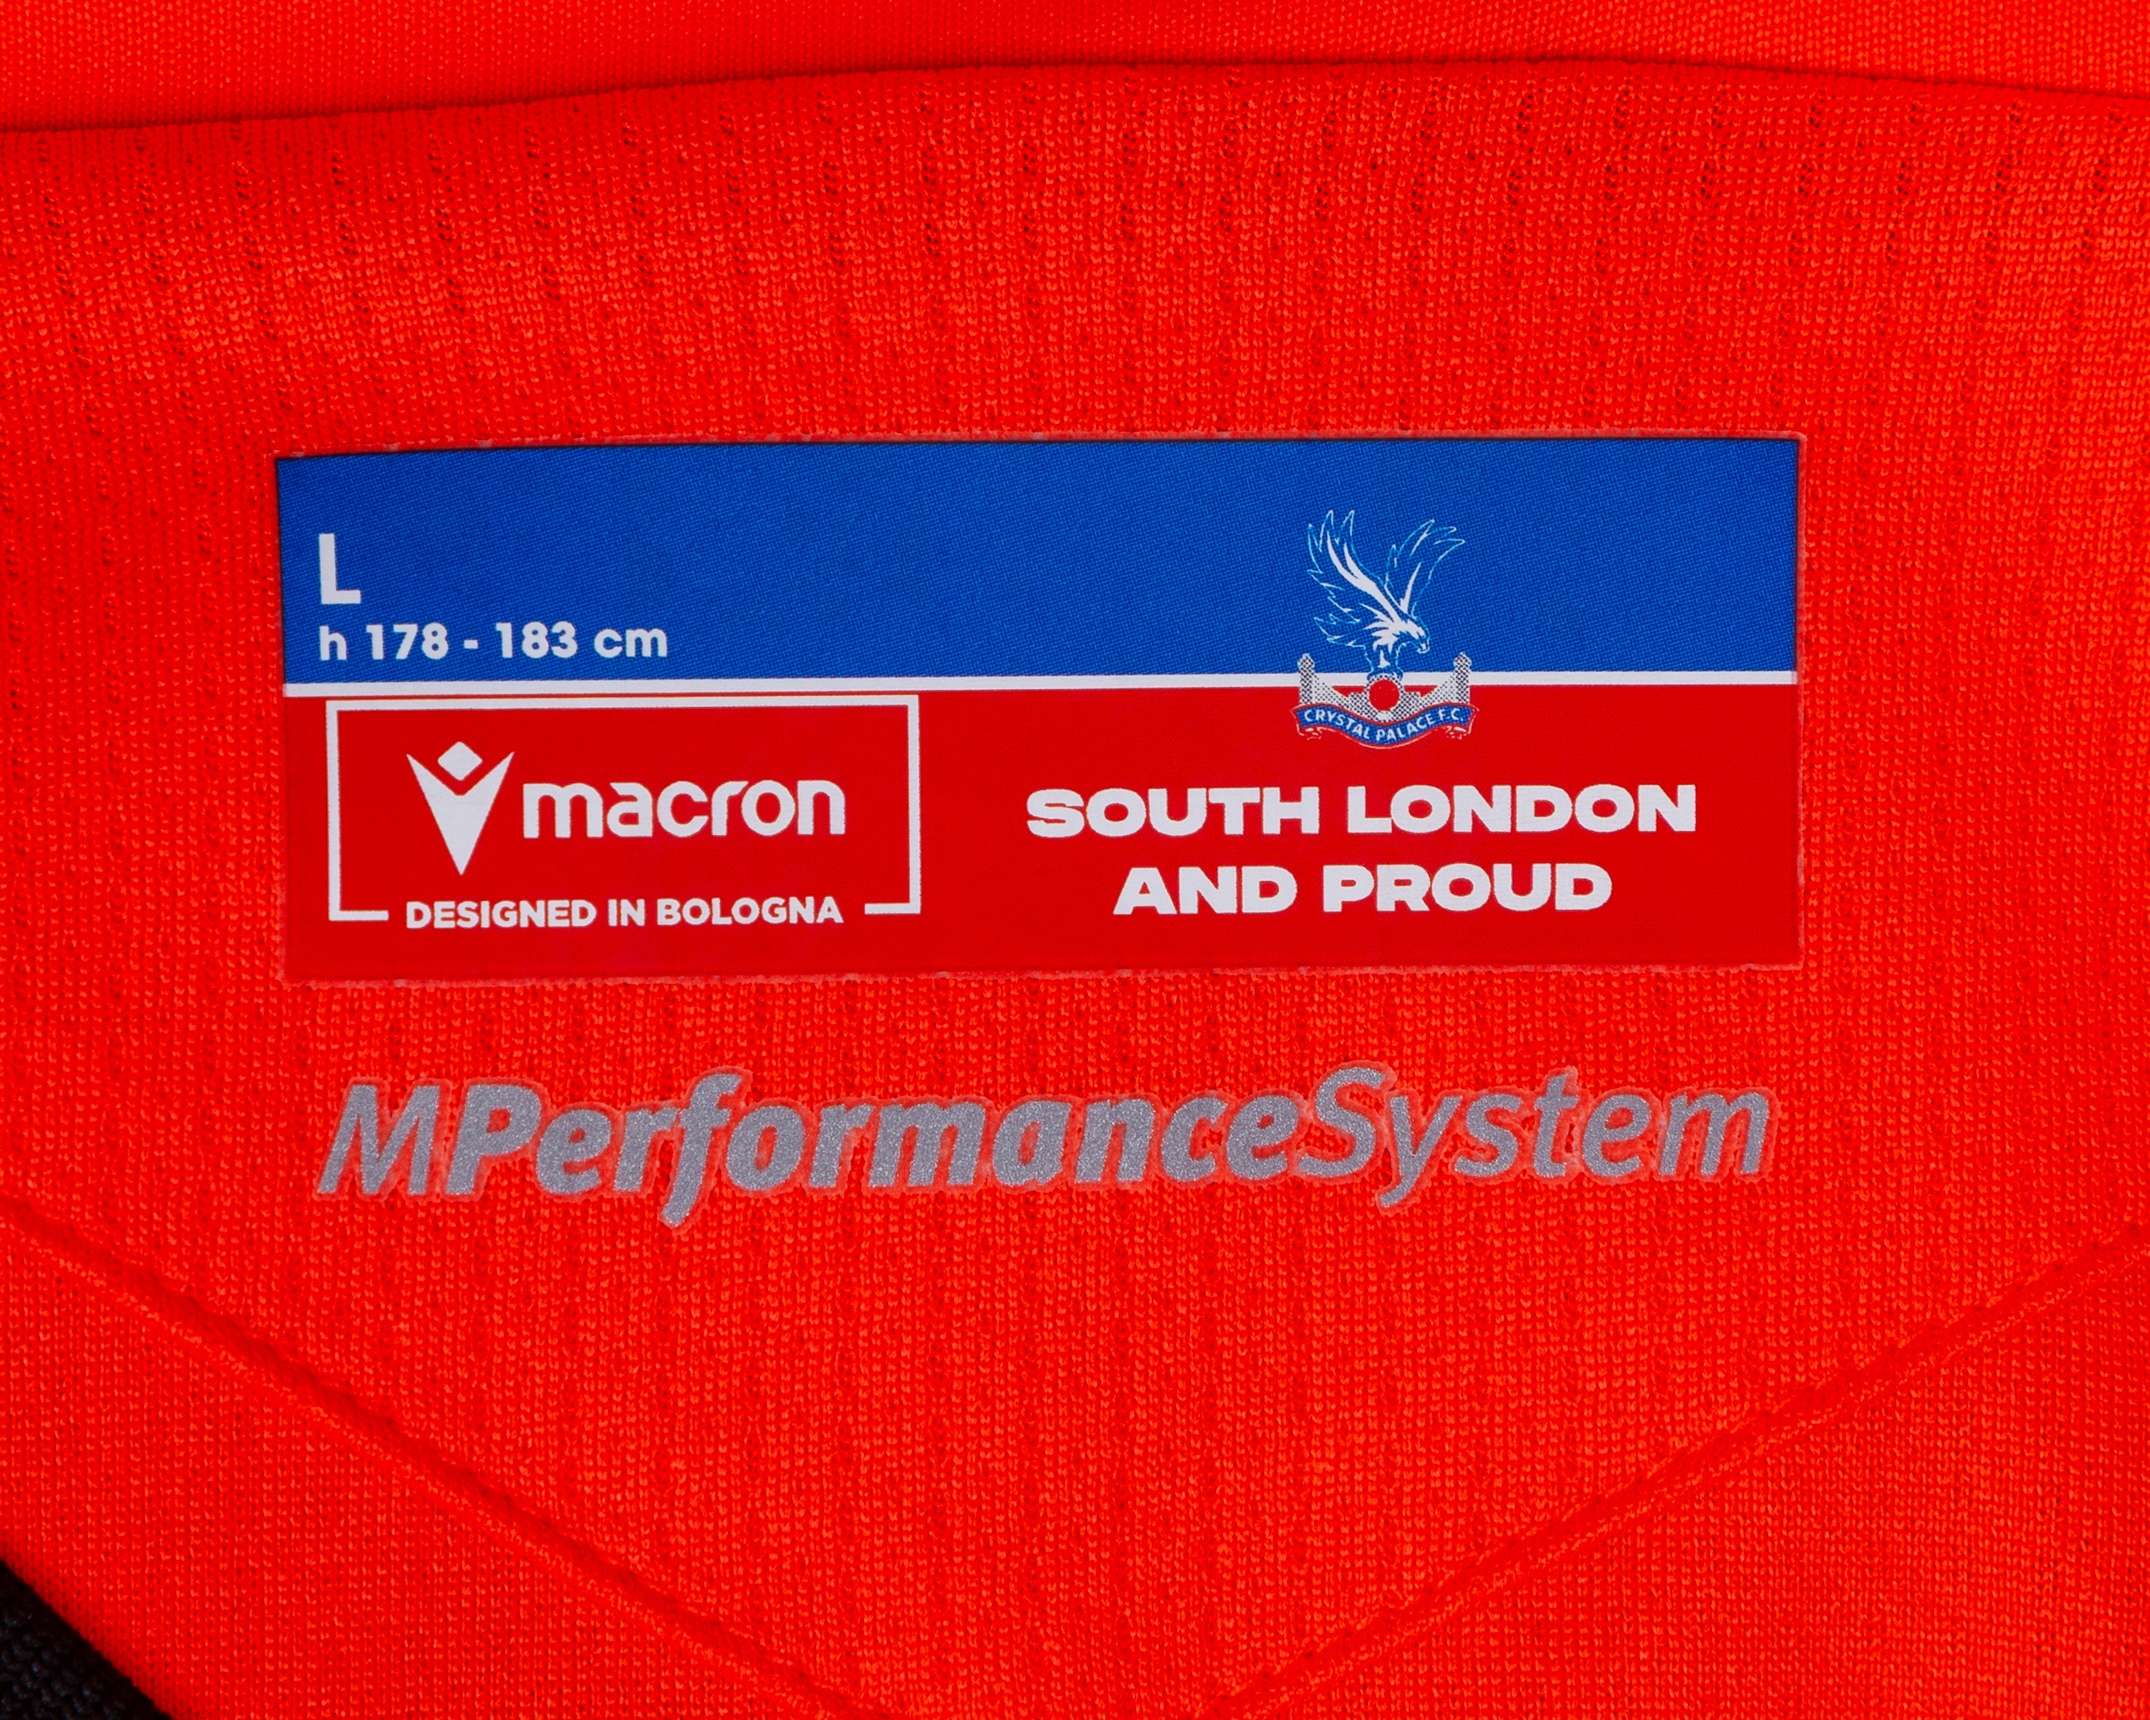 L
h 178 - 183 cm
CRYSTAL PALACE F.C.
macron
DESIGNED IN BOLOGNA
SOUTH LONDON
AND PROUD
MPerformanceSystem